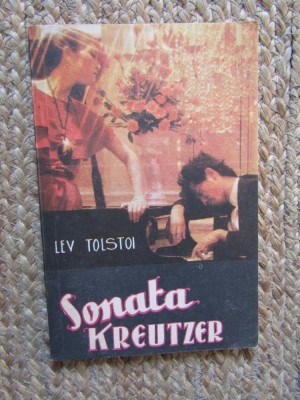 LEV TOLSTOI
Sonata
KREUTZER